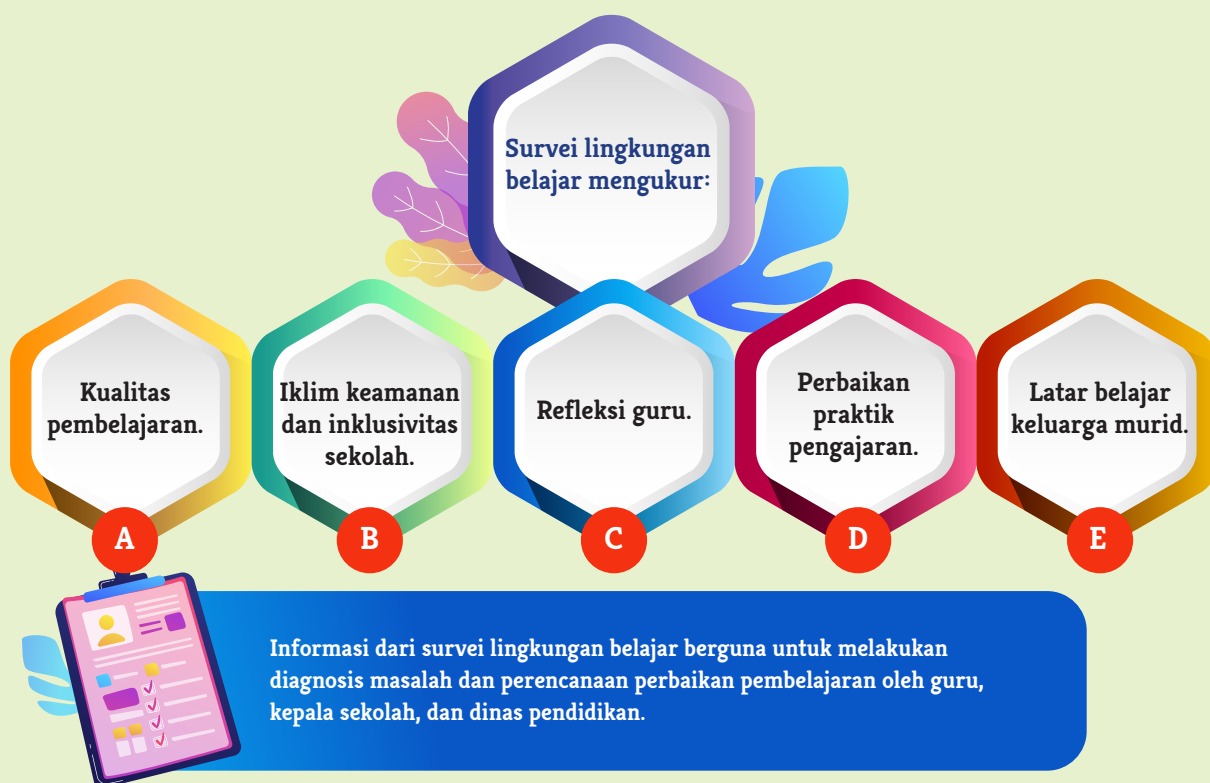 Survei lingkungan
belajar mengukur:
Kualitas
pembelajaran.
A
Iklim keamanan
dan inklusivitas
sekolah.
B
Refleksi guru.
C
Perbaikan
praktik
pengajaran.
D
Latar belajar
keluarga murid.
E
Informasi dari survei lingkungan belajar berguna untuk melakukan
diagnosis masalah dan perencanaan perbaikan pembelajaran oleh guru,
kepala sekolah, dan dinas pendidikan.